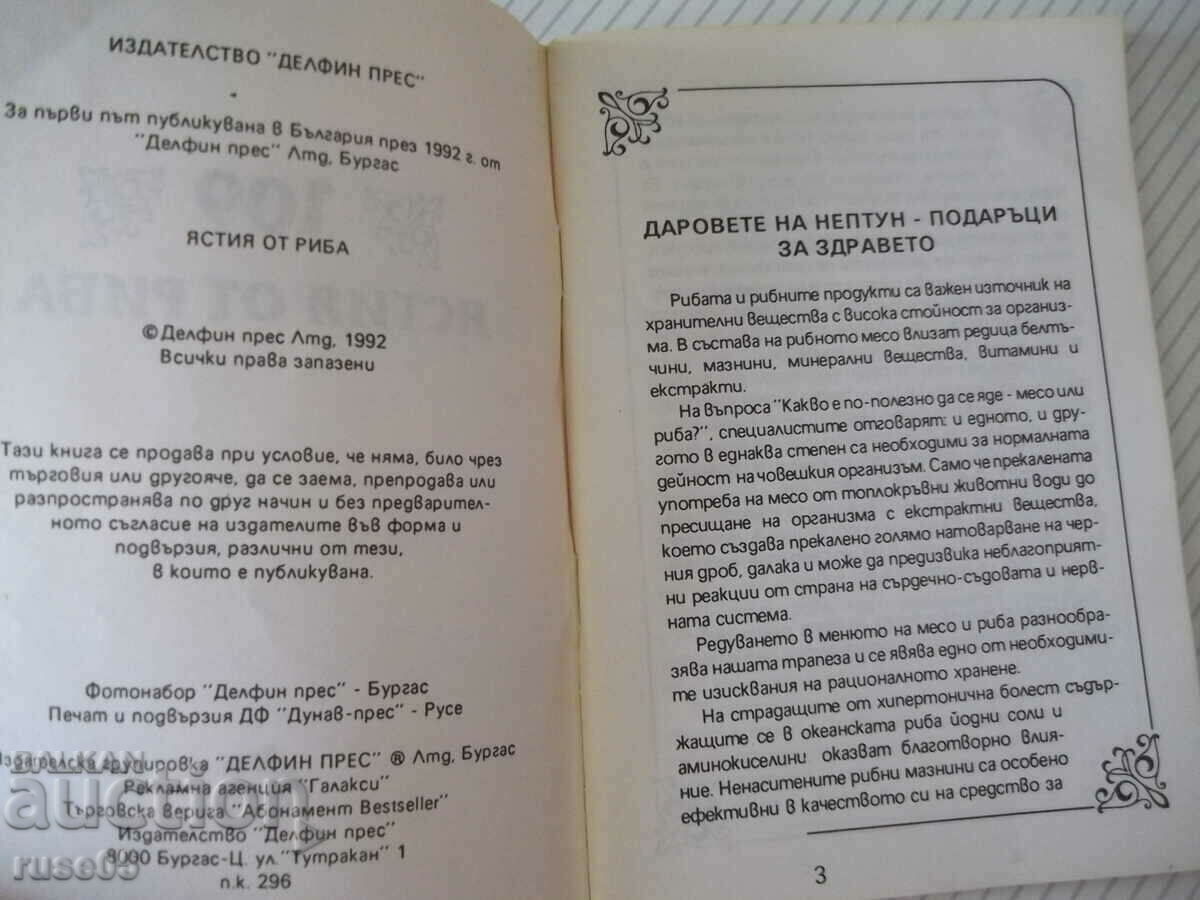 ИЗДАТЕЛСТВО "ДЕЛФИН ПРЕС"
За първи път публикувана в България през 1992 г. от
"Делфин прес" Лтд, Бургас
100
ЯСТИЯ ОТ РИБА
ЯСТИЯ ОТ РИБА
©Делфин прес Лтд, 1992
Всички права запазени
Тази книга се продава при условие, че няма, било чрез
търговия или другояче, да се заема, препродава или
разпространява по друг начин и без предварител-
ното съгласие на издателите във форма и
подвързия, различни от тези,
в които е публикувана.
Фотонабор "Делфин прес" - Бургас
Печат и подвързия ДФ "Дунав-прес" - Русе
Издателска групировка "ДЕЛФИН ПРЕС" ® Лтд, Бургас
Рекламна агенция "Галакси"
Търговска верига "Абонамент Bestseller"
Издателство "Делфин прес"
8000 Бургас-Ц. ул."Тутракан" 1
п.к. 296
ДАРОВЕТЕ НА НЕПТУН - ПОДАРЪЦИ
ЗА ЗДРАВЕТО
Рибата и рибните продукти са важен източник на
хранителни вещества с висока стойност за организ-
ма. В състава на рибното месо влизат редица белтъ-
чини, мазнини, минерални вещества, витамини и
екстракти.
На въпроса "Какво е по-полезно да се яде - месо или
риба?", специалистите отговарят: и едното, и дру-
гото в еднаква степен са необходими за нормалната
дейност на човешкия организъм. Само че прекалената
употреба на месо от топлокръвни животни води до
пресищане на организма с екстрактни вещества,
което създава прекалено голямо натоварване на чер-
ния дроб, далака и може да предизвика неблагоприят-
ни реакции от страна на сърдечно-съдовата и нерв-
ната система.
Редуването в менюто на месо и риба разнообра-
зява нашата трапеза и се явява едно от необходими-
те изисквания на рационалното хранене.
На страдащите от хипертонична болест съдър-
жащите се в океанската риба йодни соли и
аминокиселини оказват благотворно влия-
ние. Ненаситените рибни мазнини са особено
ефективни в качеството си на средство за
3
BALKAN
auction
ruse05